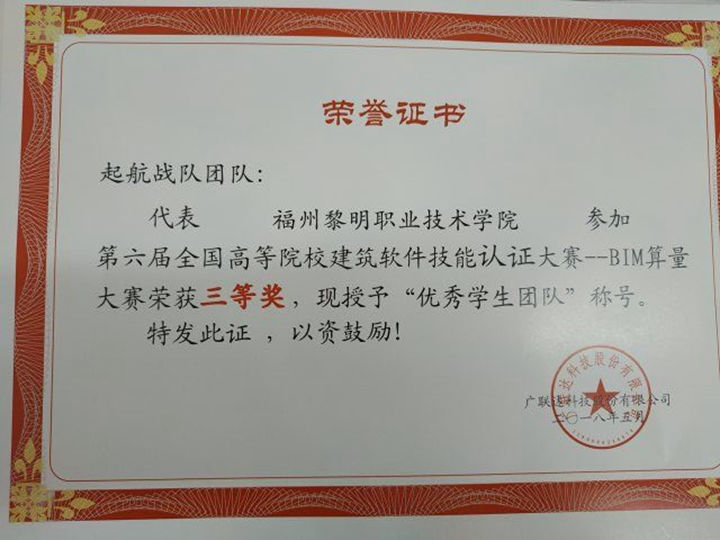 荣誉证书
起航战队团队:
代表 福州黎明职业技术学院 参加
第六届全国高等院校建筑软件技能认证大赛--BIM算量
大赛荣获三等奖，现授予“优秀学生团队”称号。
特发此证，以资鼓励!
广联达科技股份有限公司
二〇一八年五月